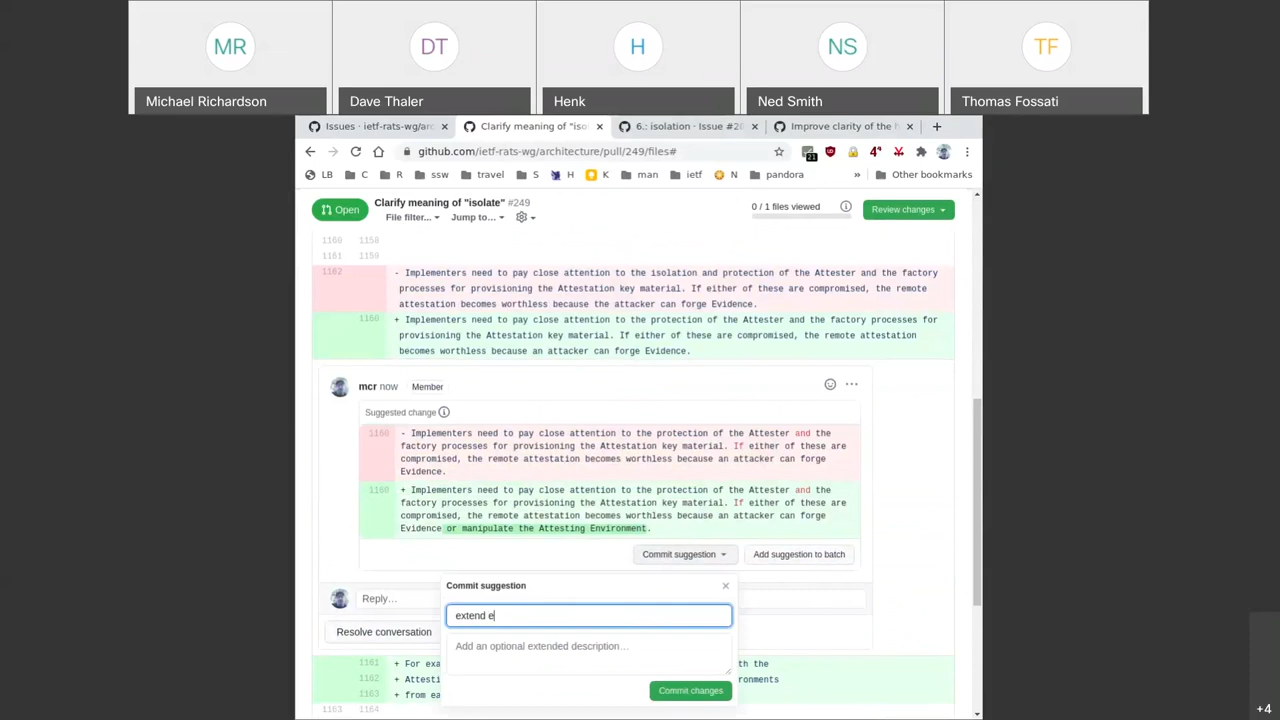 MR
DT
H
NS
TF
Michael Richardson
Dave Thaler
Henk
Ned Smith
Thomas Fossati
Issues · ietf-rats-wg/arc
Clarify meaning of "iso
6.: isolation · Issue #2
Improve clarity of the
github.com/ietf-rats-wg/architecture/pull/249/files#
21
LB
C
R
ssw
travel
S
H
K
man
ietf
N
pandora
»
Other bookmarks
Open
Clarify meaning of "isolate" #249
File filter... Jump to...
0 / 1 files viewed
Review changes
1160 1158
1161 1159
1162 - Implementers need to pay close attention to the isolation and protection of the Attester and the factory
processes for provisioning the Attestation key material. If either of these are compromised, the remote
attestation becomes worthless because the attacker can forge Evidence.
1160 + Implementers need to pay close attention to the protection of the Attester and the factory processes for
provisioning the Attestation key material. If either of these are compromised, the remote attestation
becomes worthless because an attacker can forge Evidence.
mcr now Member
Suggested change
1160 - Implementers need to pay close attention to the protection of the Attester and the
factory processes for provisioning the Attestation key material. If either of these are
compromised, the remote attestation becomes worthless because an attacker can forge
Evidence.
1160 + Implementers need to pay close attention to the protection of the Attester and the
factory processes for provisioning the Attestation key material. If either of these are
compromised, the remote attestation becomes worthless because an attacker can forge
Evidence or manipulate the Attesting Environment.
Commit suggestion
Add suggestion to batch
Commit suggestion
Reply…
extend e
Resolve conversation
Add an optional extended description…
1161 + For exa the
1162 + Attesti ironments
1163 + from ea
Commit changes
1163 1164
+4